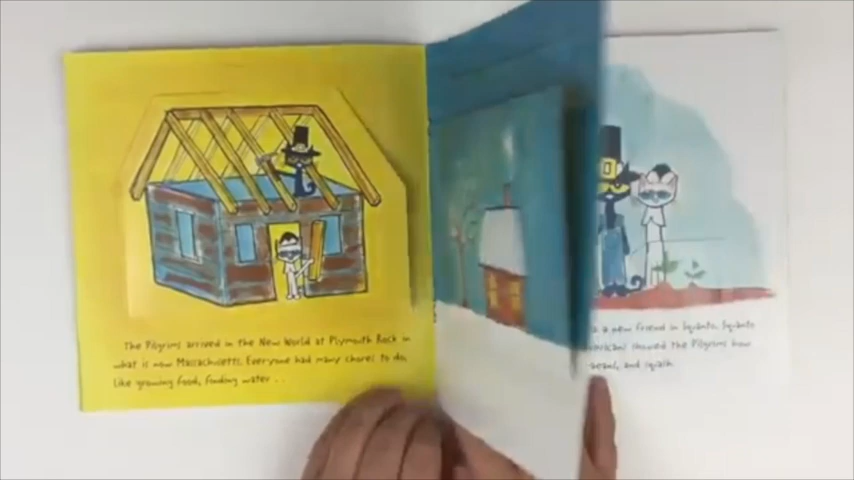 The Pilgrims arrived in the New World at Plymouth Rock in
what is now Massachusetts. Everyone had many chores to do,
like growing food, finding water . .
a new friend in Squanto. Squanto
showed the Pilgrims how
beans, and squash